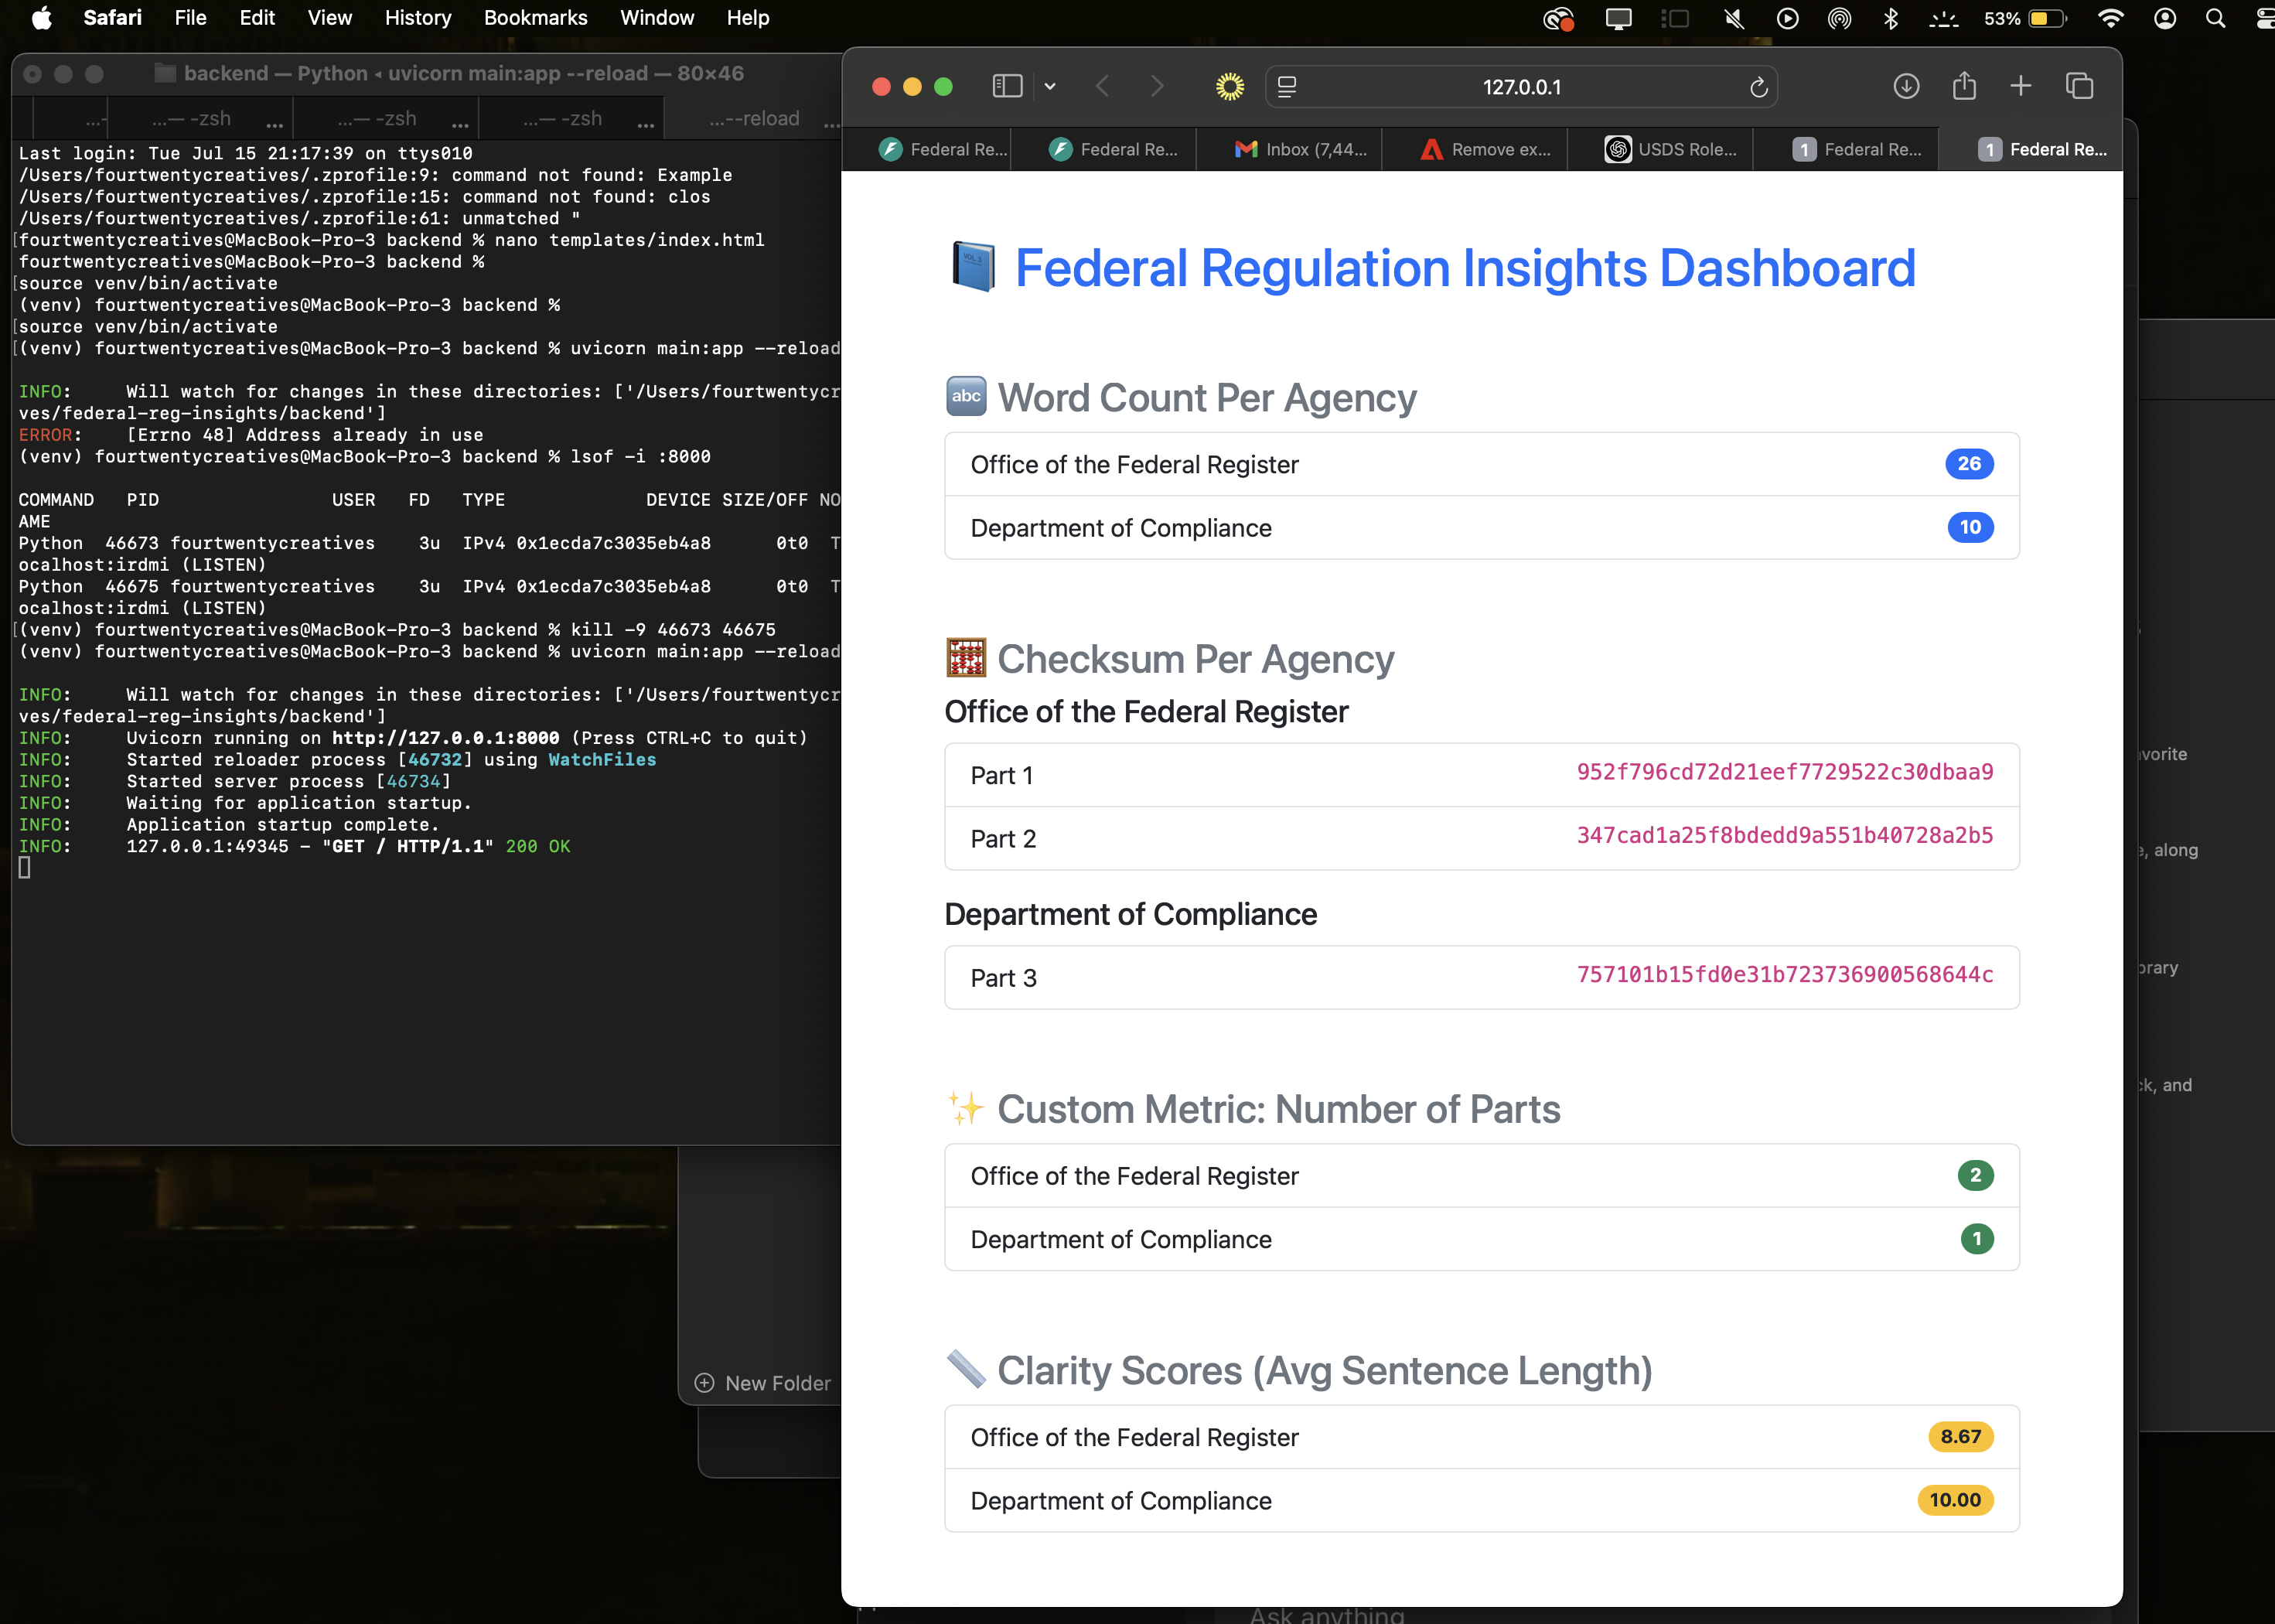 Safari File Edit View History Bookmarks Window Help 53%
backend — Python ◂ uvicorn main:app --reload — 80×46
...- ...— -zsh ... ...— -zsh ... ...— -zsh ... ...--reload ...
Last login: Tue Jul 15 21:17:39 on ttys010
/Users/fourtwentycreatives/.zprofile:9: command not found: Example
/Users/fourtwentycreatives/.zprofile:15: command not found: clos
/Users/fourtwentycreatives/.zprofile:61: unmatched "
[fourtwentycreatives@MacBook-Pro-3 backend % nano templates/index.html
fourtwentycreatives@MacBook-Pro-3 backend %
[source venv/bin/activate
(venv) fourtwentycreatives@MacBook-Pro-3 backend %
[source venv/bin/activate
[(venv) fourtwentycreatives@MacBook-Pro-3 backend % uvicorn main:app --reload
INFO: Will watch for changes in these directories: ['/Users/fourtwentycr
ves/federal-reg-insights/backend']
ERROR: [Errno 48] Address already in use
(venv) fourtwentycreatives@MacBook-Pro-3 backend % lsof -i :8000
COMMAND PID USER FD TYPE DEVICE SIZE/OFF NO
AME
Python 46673 fourtwentycreatives 3u IPv4 0x1ecda7c3035eb4a8 0t0 T
ocalhost:irdmi (LISTEN)
Python 46675 fourtwentycreatives 3u IPv4 0x1ecda7c3035eb4a8 0t0 T
ocalhost:irdmi (LISTEN)
[(venv) fourtwentycreatives@MacBook-Pro-3 backend % kill -9 46673 46675
(venv) fourtwentycreatives@MacBook-Pro-3 backend % uvicorn main:app --reload
INFO: Will watch for changes in these directories: ['/Users/fourtwentycr
ves/federal-reg-insights/backend']
INFO: Uvicorn running on http://127.0.0.1:8000 (Press CTRL+C to quit)
INFO: Started reloader process [46732] using WatchFiles
INFO: Started server process [46734]
INFO: Waiting for application startup.
INFO: Application startup complete.
INFO: 127.0.0.1:49345 - "GET / HTTP/1.1" 200 OK
New Folder
127.0.0.1
Federal Re... Federal Re... Inbox (7,44... Remove ex... USDS Role... 1 Federal Re... 1 Federal Re...
VOL.3
Federal Regulation Insights Dashboard
abc Word Count Per Agency
Office of the Federal Register 26
Department of Compliance 10
Checksum Per Agency
Office of the Federal Register
Part 1 952f796cd72d21eef7729522c30dbaa9
Part 2 347cad1a25f8bdedd9a551b40728a2b5
Department of Compliance
Part 3 757101b15fd0e31b723736900568644c
✨ Custom Metric: Number of Parts
Office of the Federal Register 2
Department of Compliance 1
Clarity Scores (Avg Sentence Length)
Office of the Federal Register 8.67
Department of Compliance 10.00
vorite
, along
rary
ck, and
Ask anything